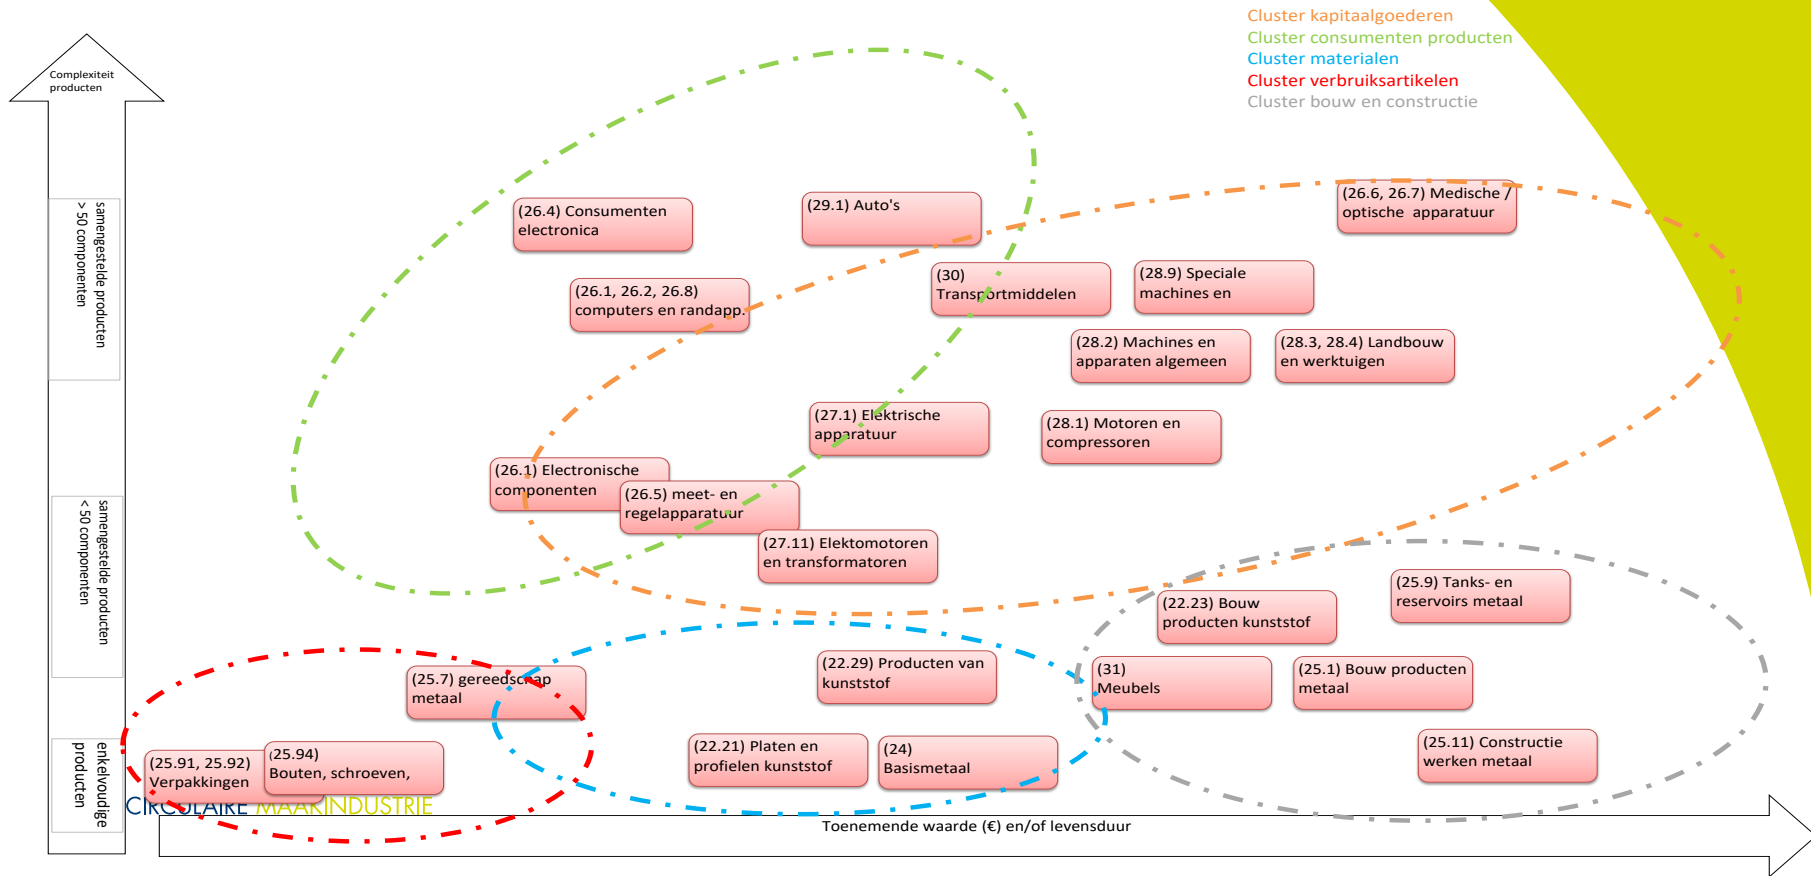 Cluster kapitaalgoederen
Cluster consumenten producten
Cluster materialen
Cluster verbruiksartikelen
Cluster bouw en constructie
Complexiteit
producten
samengestelde producten
> 50 componenten
samengestelde producten
< 50 componenten
enkelvoudige
producten
(26.4) Consumenten
electronica
(29.1) Auto's
(26.6, 26.7) Medische /
optische apparatuur
(26.1, 26.2, 26.8)
computers en randapp.
(30)
Transportmiddelen
(28.9) Speciale
machines en
(28.2) Machines en
apparaten algemeen
(28.3, 28.4) Landbouw
en werktuigen
(27.1) Elektrische
apparatuur
(28.1) Motoren en
compressoren
(26.1) Electronische
componenten
(26.5) meet- en
regelapparatuur
(27.11) Elektomotoren
en transformatoren
(25.9) Tanks- en
reservoirs metaal
(22.23) Bouw
producten kunststof
(25.7) gereedschap
metaal
(22.29) Producten van
kunststof
(31)
Meubels
(25.1) Bouw producten
metaal
(25.91, 25.92)
Verpakkingen
(25.94)
Bouten, schroeven,
(22.21) Platen en
profielen kunststof
(24)
Basismetaal
(25.11) Constructie
werken metaal
CIRCULAIRE MAAKINDUSTRIE
Toenemende waarde (€) en/of levensduur